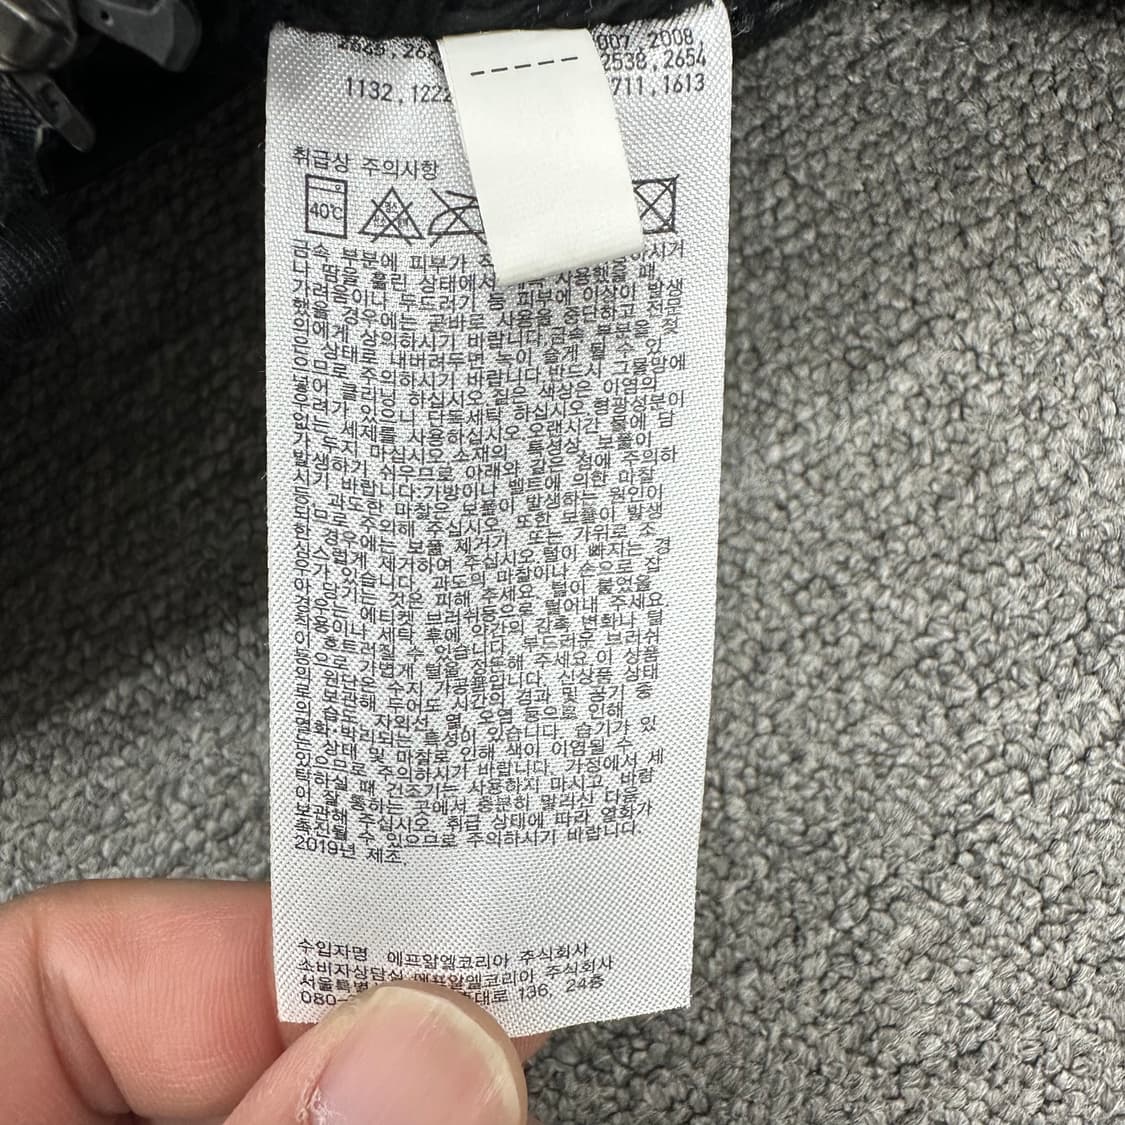 2007 2008
2538,2654
1132,1222 711,1613
취급상 주의사항
40℃
금속 부분에 피부가 하시거
나 땀을 흘린 상태에서 사용했을 때,
가려움이나 두드러기 등 피부에 이상이 발생
했을 경우에는 곧바로 사용을 중단하고 전문
의에게 상의하시기 바랍니다.금속 부분을 젖
은 상태로 내버려두면 녹이 슬게 될 수 있
으므로 주의하시기 바랍니다.반드시 그물망에
넣어 클리닝 하십시오.짙은 색상은 이염의
우려가 있으니 단독세탁 하십시오.형광성분이
없는 세제를 사용하십시오.오랜시간 물에 담
가 두지 마십시오.소재의 특성상 보풀이
발생하기 쉬우므로 아래와 같은 점에 주의하
시기 바랍니다:가방이나 벨트에 의한 마찰
등 과도한 마찰은 보풀이 발생하는 원인이
되므로 주의해 주십시오. 또한 보풀이 발생
한 경우에는 보풀 제거기 또는 가위로 조
심스럽게 제거하여 주십시오.털이 빠지는 경
우가 있습니다. 과도의 마찰이나 손으로 잡
아 당기는 것은 피해 주세요. 털이 붙었을
경우는 에티켓 브러쉬등으로 털어내 주세요.
착용이나 세탁 후에 약간의 감촉 변화나 털
이 흐트러질 수 있습니다. 부드러운 브러쉬
등으로 가볍게 털을 정돈해 주세요.이 상품
의 원단은 수지 가공품입니다. 신상품 상태
로 보관해 두어도 시간의 경과 및 공기 중
의 습도, 자외선, 열, 오염 등으로 인해
열화·박리되는 특성이 있습니다. 습기가 있
는 상태 및 마찰로 인해 색이 이염될 수
있으므로 주의하시기 바랍니다. 가정에서 세
탁하실 때 건조기는 사용하지 마시고 바람
이 잘 통하는 곳에서 충분히 말리신 다음
보관해 주십시오. 취급 상태에 따라 열화가
촉진될 수 있으므로 주의하시기 바랍니다.
2019년 제조
수입자명 에프알엘코리아 주식회사
소비자상담실 에프알엘코리아 주식회사
서울특별 대로 136, 24층
080-